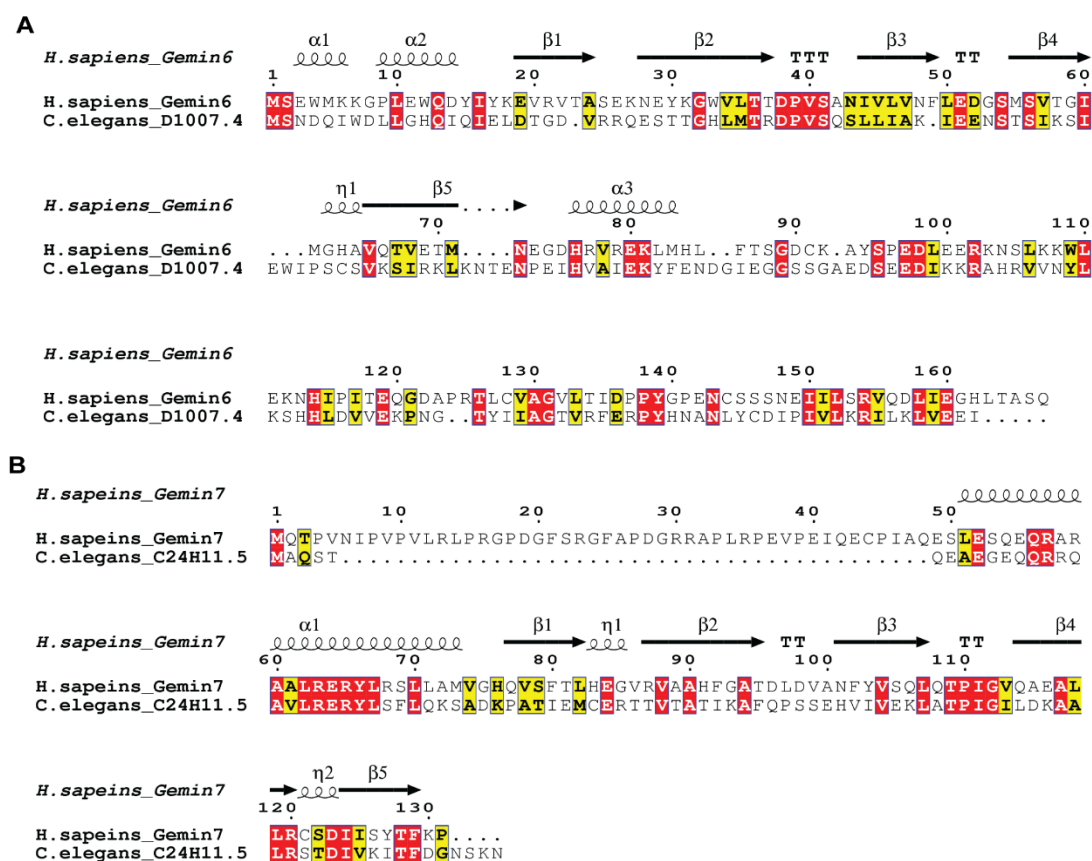 A
H.sapiens_Gemin6 α1 α2 β1 β2 TTT β3 TT β4
1 10 20 30 40 50 60
H.sapiens_Gemin6 MSEWMKKGPLEWQDYIYKEVRVTASEKNEYKGWVLTTDPVSANIVLVNFLEDGSMSVTGI
C.elegans_D1007.4 MSNDQIWDLLGHQIQIELDTGD.VRRQESTTGHLMTRDPVSQSLLIAK.IEENSTSIKSI
H.sapiens_Gemin6 η1 β5 .... α3
70 80 90 100 110
H.sapiens_Gemin6 ...MGHAVQTVETM....NEGDHRVREKLMHL..FTSGDCK.AYSPEDLEERKNSLKKWL
C.elegans_D1007.4 EWIPSCSVKSIRKLKNTENPEIHVAIEKYFENDGIEGGSSGAEDSEEDIKKRAHRVVNYL
H.sapiens_Gemin6
120 130 140 150 160
H.sapiens_Gemin6 EKNHIPITEQGDAPRTLCVAGVLTIDPPYGPENCSSSNEIILSRVQDLIEGHLTASQ
C.elegans_D1007.4 KSHHLDVVEKPNG..TYIIAGTVRFERPYHNANLYCDIPIVLKRILKLVEEI.....
B
H.sapeins_Gemin7
1 10 20 30 40 50
H.sapeins_Gemin7 MQTPVNIPVPVLRLPRGPDGFSRGFAPDGRRAPLRPEVPEIQECPIAQESLESQEQRAR
C.elegans_C24H11.5 MAQST...........................................QEAEGEQQRRQ
H.sapeins_Gemin7 α1 β1 η1 β2 TT β3 TT β4
60 70 80 90 100 110
H.sapeins_Gemin7 AALRERYLRSLLAMVGHQVSFTLHEGVRVAAHFGATDLDVANFYVSQLQTPIGVQAEAL
C.elegans_C24H11.5 AVLRERYLSFLQKSADKPATIEMCERTTVTATIKAFQPSSEHVIVEKLATPIGILDKAA
H.sapeins_Gemin7 η2 β5
120 130
H.sapeins_Gemin7 LRCSDIISYTFKP....
C.elegans_C24H11.5 LRSTDIVKITFDGNSKN